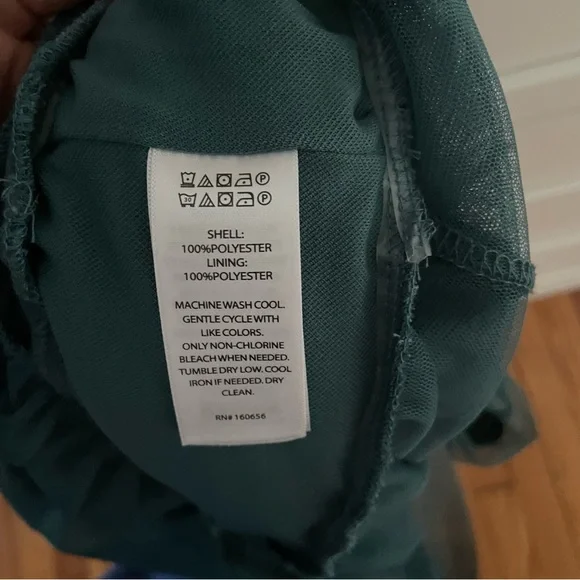 P
30 P
SHELL:
100%POLYESTER
LINING:
100%POLYESTER
MACHINE WASH COOL.
GENTLE CYCLE WITH
LIKE COLORS.
ONLY NON-CHLORINE
BLEACH WHEN NEEDED.
TUMBLE DRY LOW. COOL
IRON IF NEEDED. DRY
CLEAN.
RN# 160656